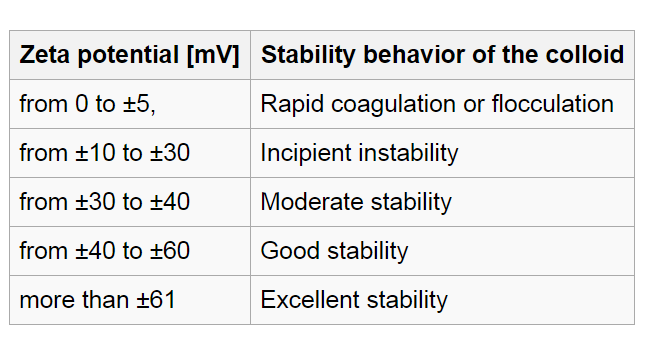 Zeta potential [mV] Stability behavior of the colloid
from 0 to ±5, Rapid coagulation or flocculation
from ±10 to ±30 Incipient instability
from ±30 to ±40 Moderate stability
from ±40 to ±60 Good stability
more than ±61 Excellent stability